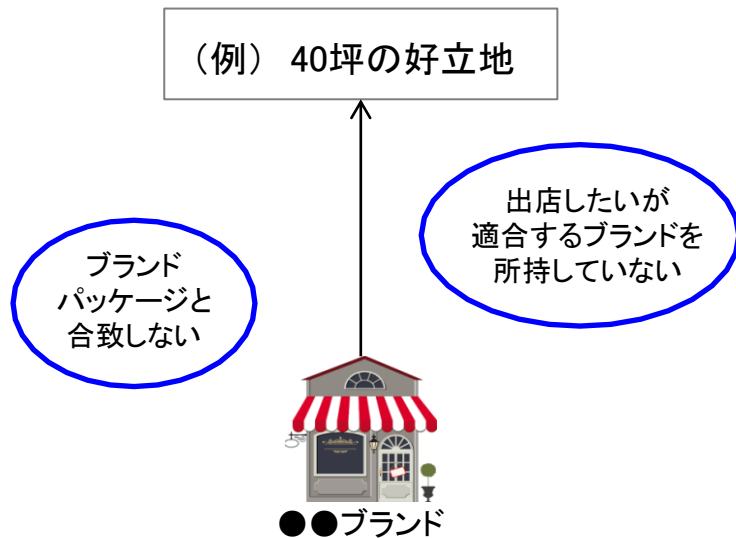 （例） 40坪の好立地
出店したいが
適合するブランドを
所持していない
ブランド
パッケージと
合致しない
●●ブランド